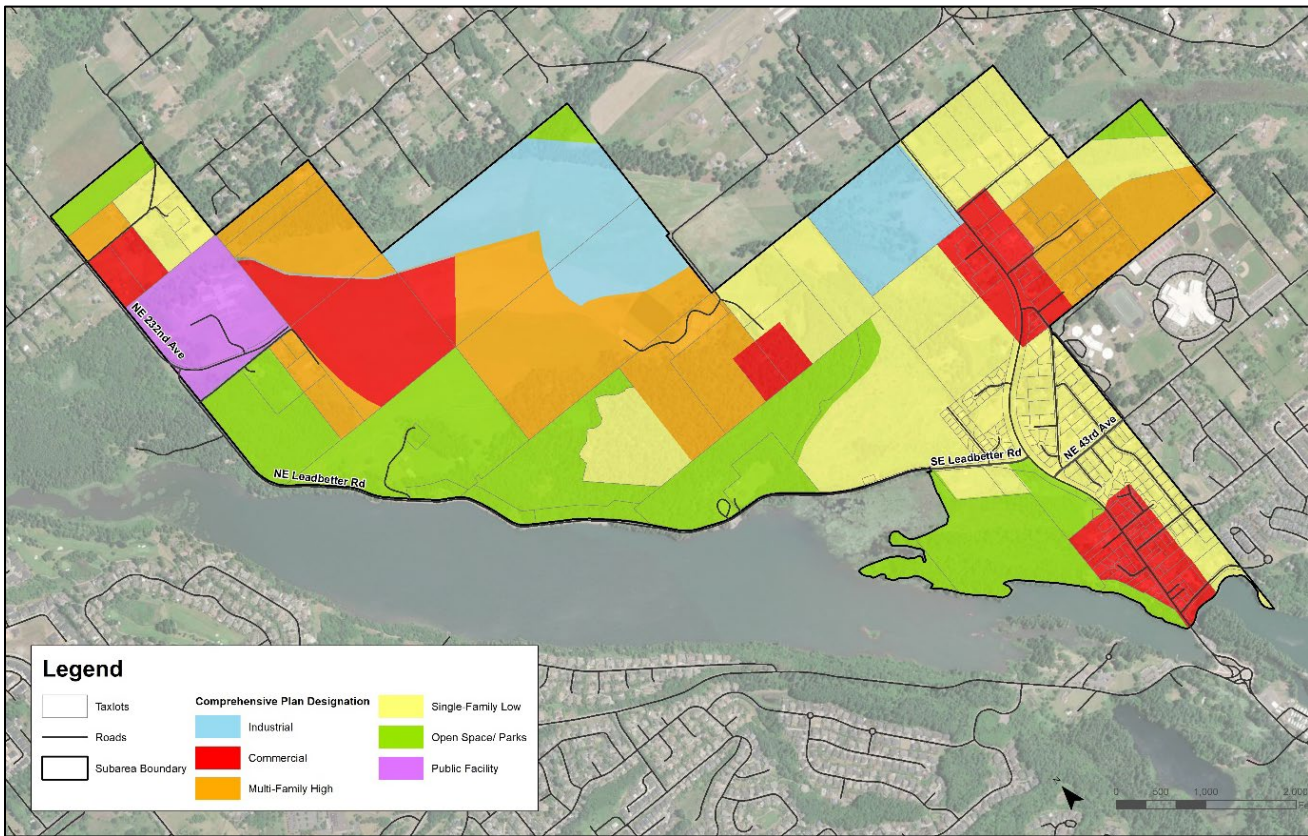 NE 232nd Ave
NE Leadbetter Rd
SE Leadbetter Rd
NE 43rd Ave
Legend
Taxlots
Roads
Subarea Boundary
Comprehensive Plan Designation
Industrial
Commercial
Multi-Family High
Single-Family Low
Open Space/ Parks
Public Facility
0 500 1,000 2,000